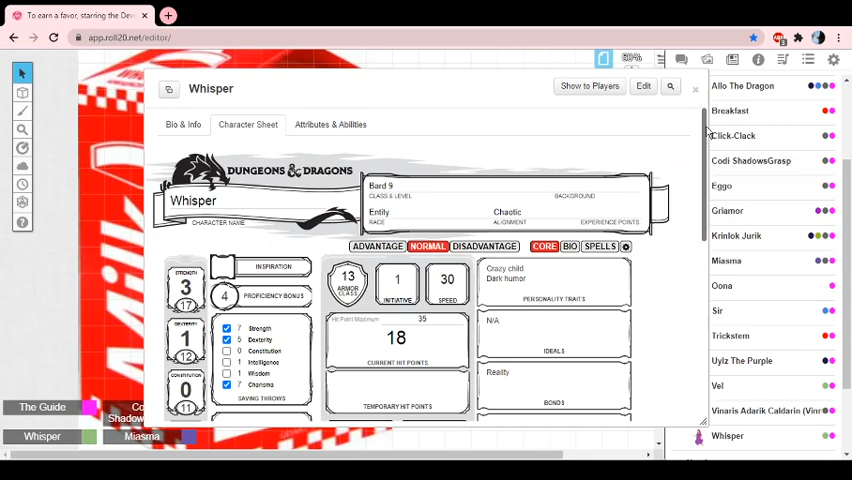 To earn a favor, starring the Dev
app.roll20.net/editor/
60%
Whisper
Show to Players
Edit
Bio & Info
Character Sheet
Attributes & Abilities
DUNGEONS & DRAGONS
Whisper
CHARACTER NAME
Bard 9
CLASS & LEVEL
BACKGROUND
Entity
Chaotic
RACE
ALIGNMENT
EXPERIENCE POINTS
ADVANTAGE NORMAL DISADVANTAGE
CORE BIO SPELLS
STRENGTH
3
17
DEXTERITY
1
12
CONSTITUTION
0
11
INSPIRATION
4 PROFICIENCY BONUS
7 Strength
5 Dexterity
0 Constitution
1 Intelligence
1 Wisdom
7 Charisma
SAVING THROWS
13
ARMOR CLASS
1
INITIATIVE
30
SPEED
Hit Point Maximum 35
18
CURRENT HIT POINTS
TEMPORARY HIT POINTS
Crazy child
Dark humor
PERSONALITY TRAITS
N/A
IDEALS
Reality
BONDS
Allo The Dragon
Breakfast
Click-Clack
Codi ShadowsGrasp
Eggo
Griamor
Krinlok Jurik
Miasma
Oona
Sir
Trickstem
Uylz The Purple
Vel
Vinaris Adarik Caldarin (Vinr
Whisper
Milk
The Guide
Co
Shadow
Whisper
Miasma